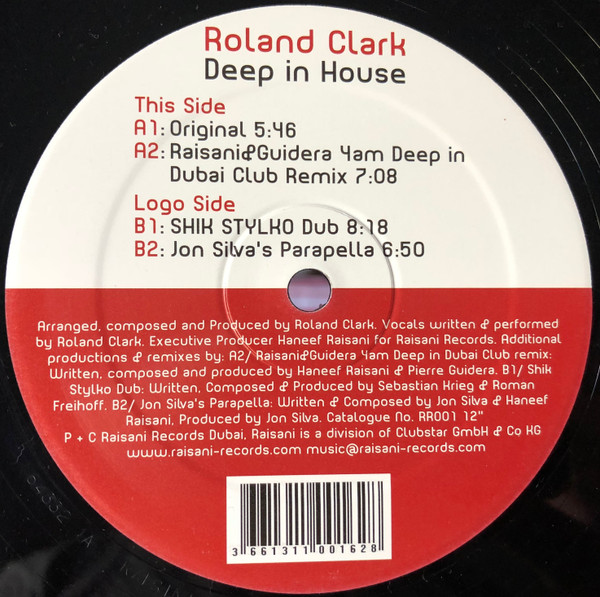 Roland Clark
Deep in House
This Side
A1: Original 5:46
A2: Raisani&Guidera 4am Deep in
Dubai Club Remix 7:08
Logo Side
B1: SHIK STYLKO Dub 8:18
B2: Jon Silva's Parapella 6:50
Arranged, composed and Produced by Roland Clark. Vocals written & performed
by Roland Clark. Executive Producer Haneef Raisani for Raisani Records. Additional
productions & remixes by: A2/ Raisani&Guidera 4am Deep in Dubai Club remix:
Written, composed and produced by Haneef Raisani & Pierre Guidera. B1/ Shik
Stylko Dub: Written, Composed & Produced by Sebastian Krieg & Roman
Freihoff. B2/ Jon Silva's Parapella: Written & Composed by Jon Silva & Haneef
Raisani, Produced by Jon Silva. Catalogue No. RR001 12"
P + C Raisani Records Dubai. Raisani is a division of Clubstar GmbH & Co KG
www.raisani-records.com music@raisani-records.com
3 661311 001628